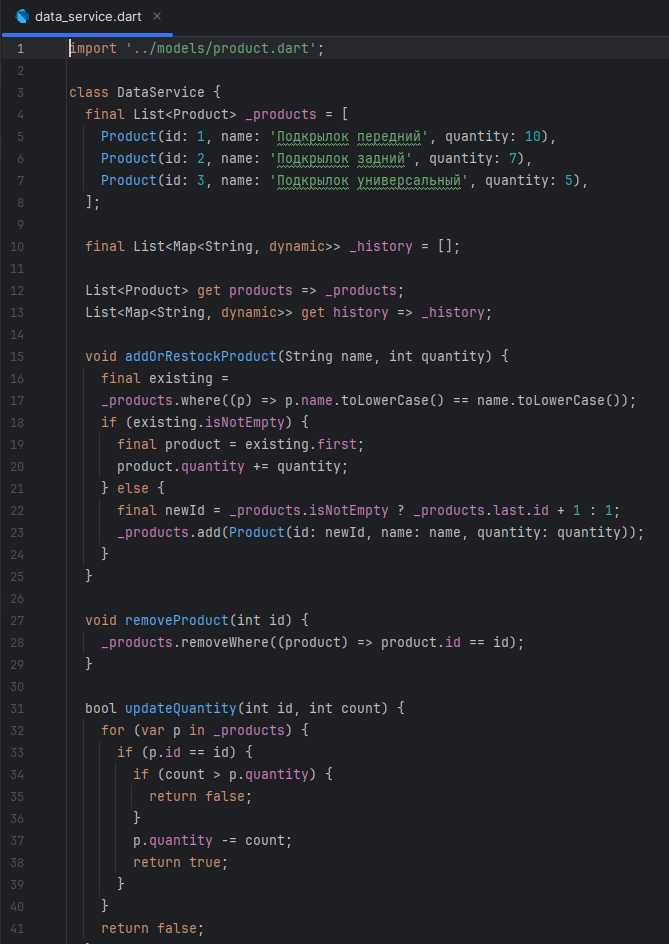 data_service.dart
1 import '../models/product.dart';
2
3 class DataService {
4 final List<Product> _products = [
5 Product(id: 1, name: 'Подкрылок передний', quantity: 10),
6 Product(id: 2, name: 'Подкрылок задний', quantity: 7),
7 Product(id: 3, name: 'Подкрылок универсальный', quantity: 5),
8 ];
9
10 final List<Map<String, dynamic>> _history = [];
11
12 List<Product> get products => _products;
13 List<Map<String, dynamic>> get history => _history;
14
15 void addOrRestockProduct(String name, int quantity) {
16 final existing =
17 _products.where((p) => p.name.toLowerCase() == name.toLowerCase());
18 if (existing.isNotEmpty) {
19 final product = existing.first;
20 product.quantity += quantity;
21 } else {
22 final newId = _products.isNotEmpty ? _products.last.id + 1 : 1;
23 _products.add(Product(id: newId, name: name, quantity: quantity));
24 }
25 }
26
27 void removeProduct(int id) {
28 _products.removeWhere((product) => product.id == id);
29 }
30
31 bool updateQuantity(int id, int count) {
32 for (var p in _products) {
33 if (p.id == id) {
34 if (count > p.quantity) {
35 return false;
36 }
37 p.quantity -= count;
38 return true;
39 }
40 }
41 return false;